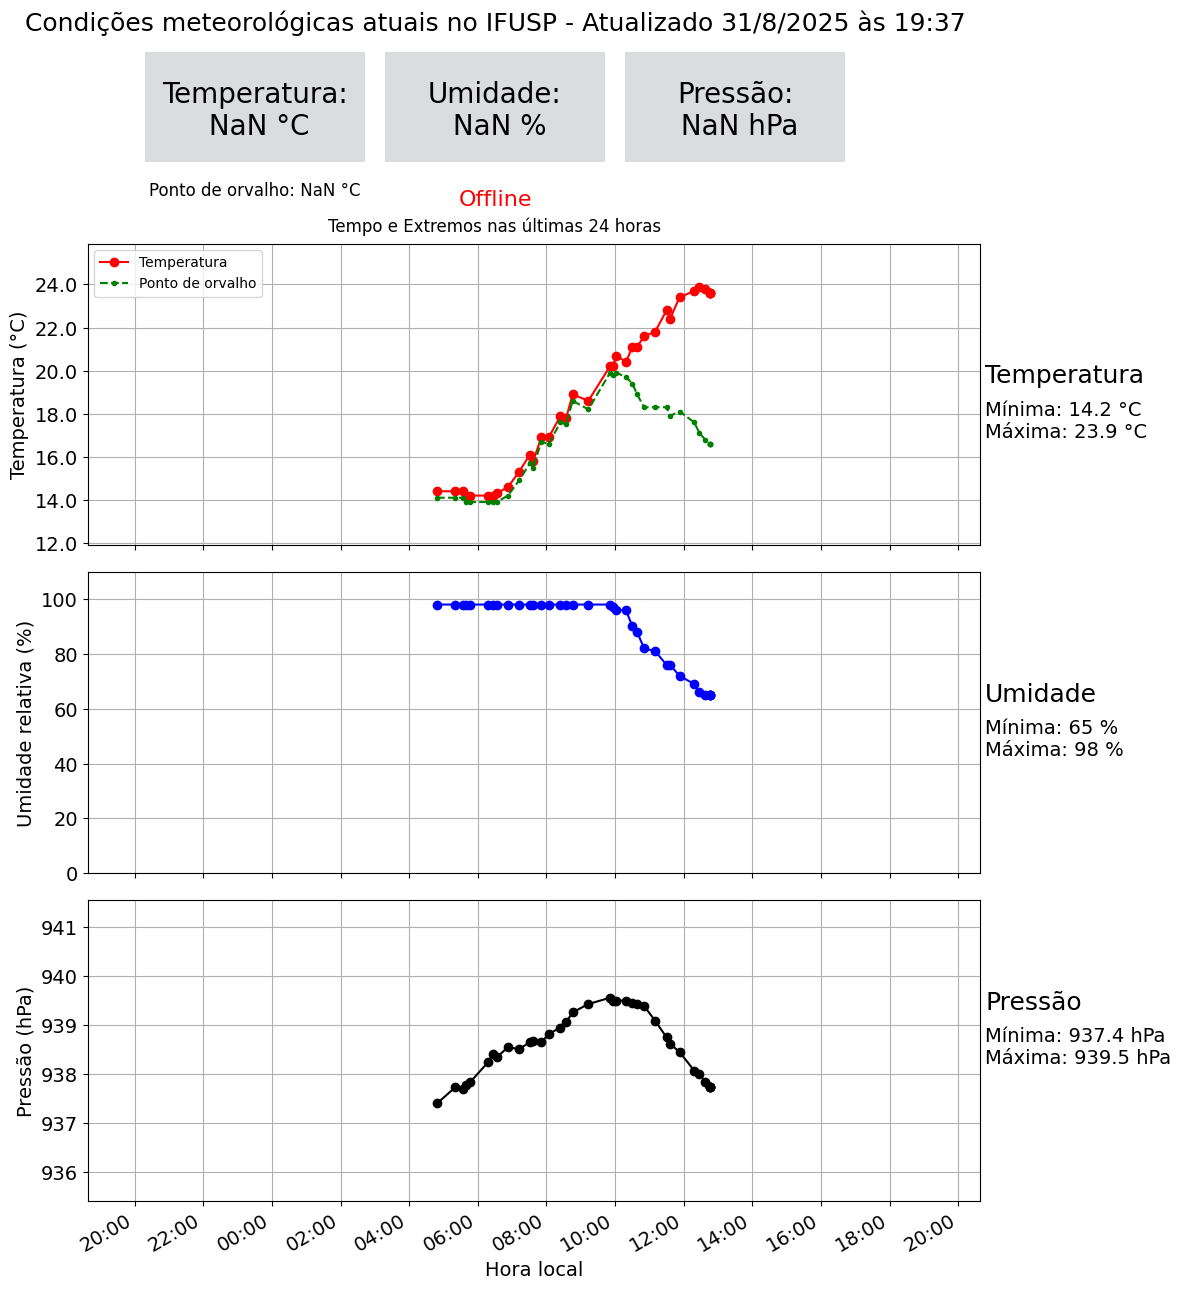 Condições meteorológicas atuais no IFUSP - Atualizado 31/8/2025 às 19:37
Temperatura:
NaN °C
Umidade:
NaN %
Pressão:
NaN hPa
Ponto de orvalho: NaN °C
Offline
Tempo e Extremos nas últimas 24 horas
Temperatura
Ponto de orvalho
Temperatura (°C)
24.0
22.0
20.0
18.0
16.0
14.0
12.0
Temperatura
Mínima: 14.2 °C
Máxima: 23.9 °C
Umidade relativa (%)
100
80
60
40
20
0
Umidade
Mínima: 65 %
Máxima: 98 %
Pressão (hPa)
941
940
939
938
937
936
Pressão
Mínima: 937.4 hPa
Máxima: 939.5 hPa
20:00 22:00 00:00 02:00 04:00 06:00 08:00 10:00 12:00 14:00 16:00 18:00 20:00
Hora local